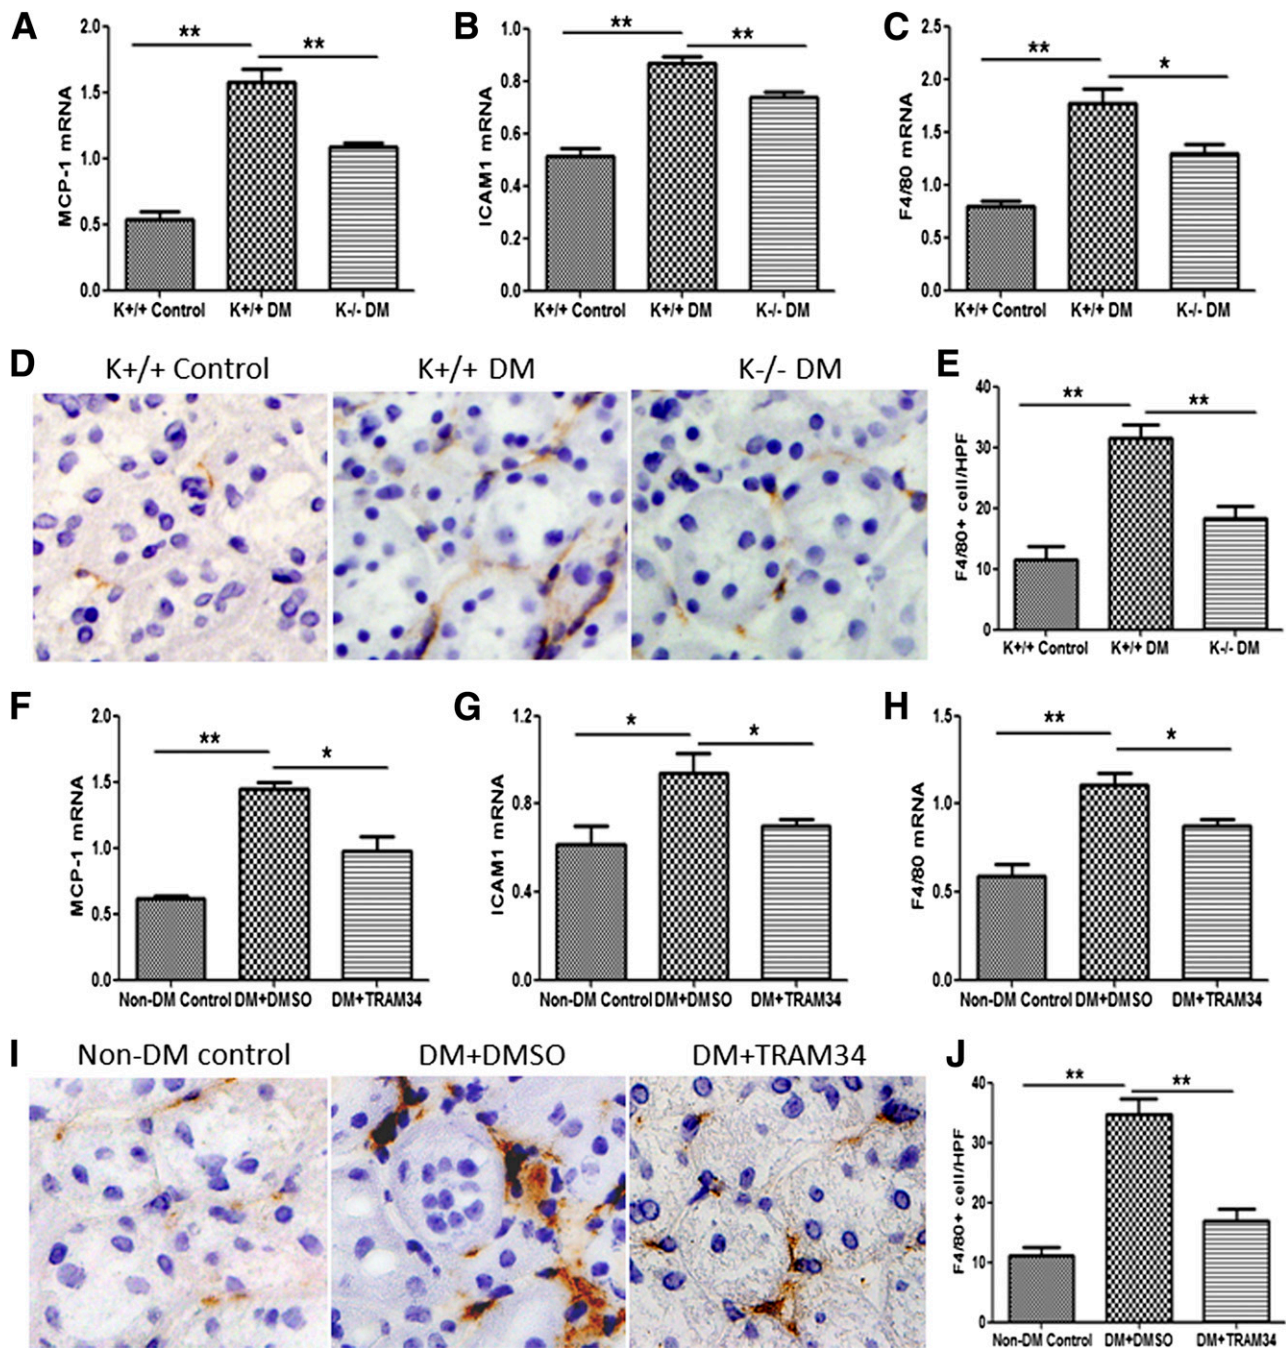 A
MCP-1 mRNA
2.0
1.5
1.0
0.5
0.0
**
**
K+/+ Control K+/+ DM K-/- DM
B
ICAM1 mRNA
1.0
0.8
0.6
0.4
0.2
0.0
**
**
K+/+ Control K+/+ DM K-/- DM
C
F4/80 mRNA
2.5
2.0
1.5
1.0
0.5
0.0
**
*
K+/+ Control K+/+ DM K-/- DM
D
K+/+ Control K+/+ DM K-/- DM
E
F4/80+ cell/HPF
40
30
20
10
0
**
**
K+/+ Control K+/+ DM K-/- DM
F
MCP-1 mRNA
2.0
1.5
1.0
0.5
0.0
**
*
Non-DM Control DM+DMSO DM+TRAM34
G
ICAM1 mRNA
1.2
0.8
0.4
0.0
*
*
Non-DM Control DM+DMSO DM+TRAM34
H
F4/80 mRNA
1.5
1.0
0.5
0.0
**
*
Non-DM Control DM+DMSO DM+TRAM34
I
Non-DM control DM+DMSO DM+TRAM34
J
F4/80+ cell/HPF
40
30
20
10
0
**
**
Non-DM Control DM+DMSO DM+TRAM34